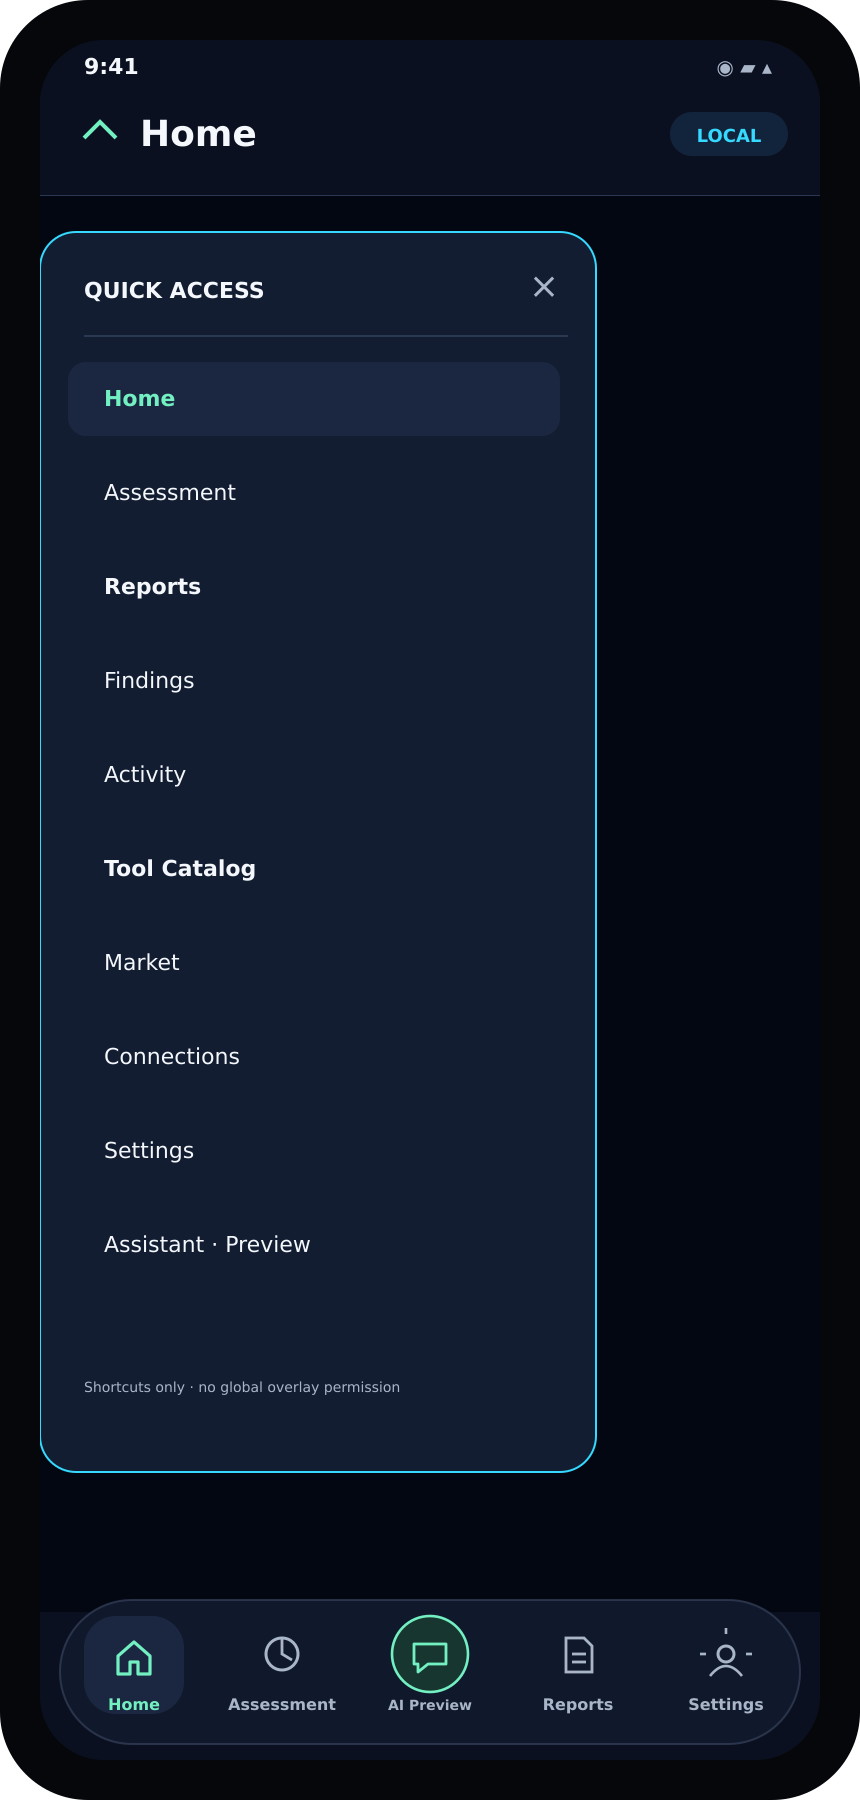 9:41
Home
LOCAL
QUICK ACCESS
Home
Assessment
Reports
Findings
Activity
Tool Catalog
Market
Connections
Settings
Assistant · Preview
Shortcuts only · no global overlay permission
Home
Assessment
AI Preview
Reports
Settings